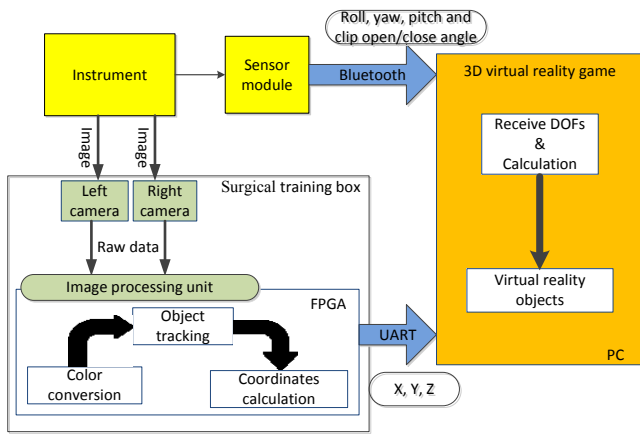 Roll, yaw, pitch and
clip open/close angle
Instrument
Sensor
module
Bluetooth
3D virtual reality game
Receive DOFs
&
Calculation
Image
Image
Surgical training box
Left
camera
Right
camera
Raw data
Image processing unit
FPGA
Object
tracking
Color
conversion
Coordinates
calculation
UART
X, Y, Z
Virtual reality
objects
PC